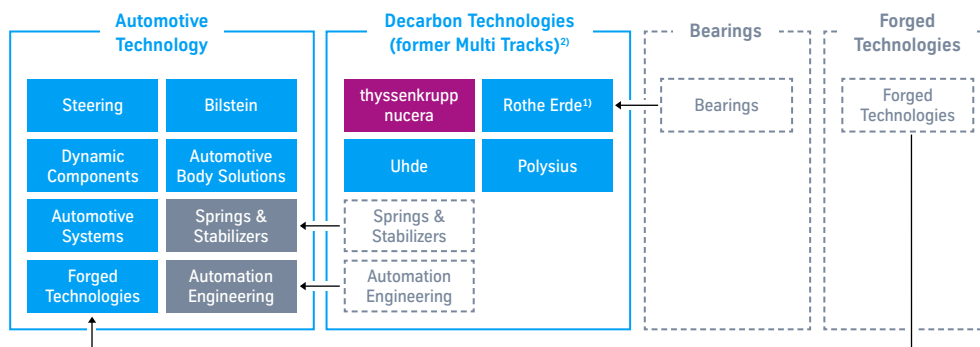 Automotive
Technology
Steering
Bilstein
Dynamic
Components
Automotive
Body Solutions
Automotive
Systems
Springs &
Stabilizers
Forged
Technologies
Automation
Engineering
Decarbon Technologies
(former Multi Tracks)²⁾
thyssenkrupp
nucera
Rothe Erde¹⁾
Uhde
Polysius
Springs &
Stabilizers
Automation
Engineering
Bearings
Bearings
Forged
Technologies
Forged
Technologies